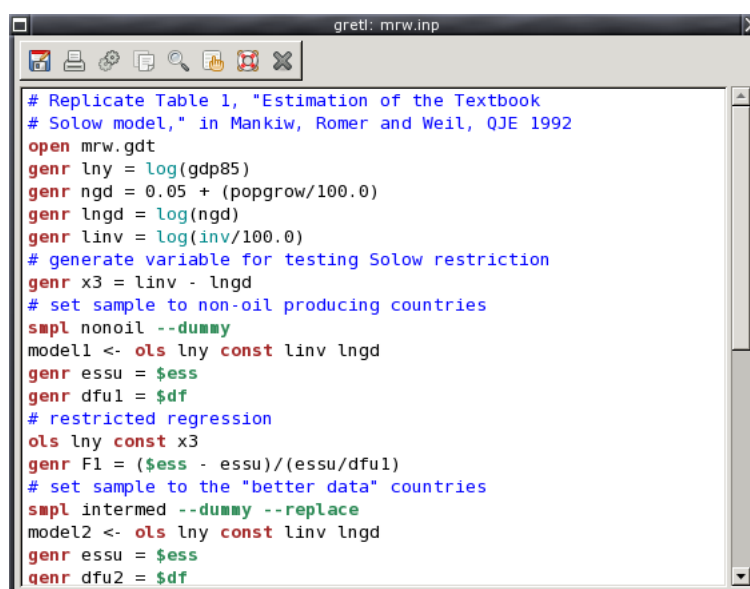 gretl: mrw.inp
# Replicate Table 1, "Estimation of the Textbook
# Solow model," in Mankiw, Romer and Weil, QJE 1992
open mrw.gdt
genr lny = log(gdp85)
genr ngd = 0.05 + (popgrow/100.0)
genr lngd = log(ngd)
genr linv = log(inv/100.0)
# generate variable for testing Solow restriction
genr x3 = linv - lngd
# set sample to non-oil producing countries
smpl nonoil --dummy
model1 <- ols lny const linv lngd
genr essu = $ess
genr dfu1 = $df
# restricted regression
ols lny const x3
genr F1 = ($ess - essu)/(essu/dfu1)
# set sample to the "better data" countries
smpl intermed --dummy --replace
model2 <- ols lny const linv lngd
genr essu = $ess
genr dfu2 = $df